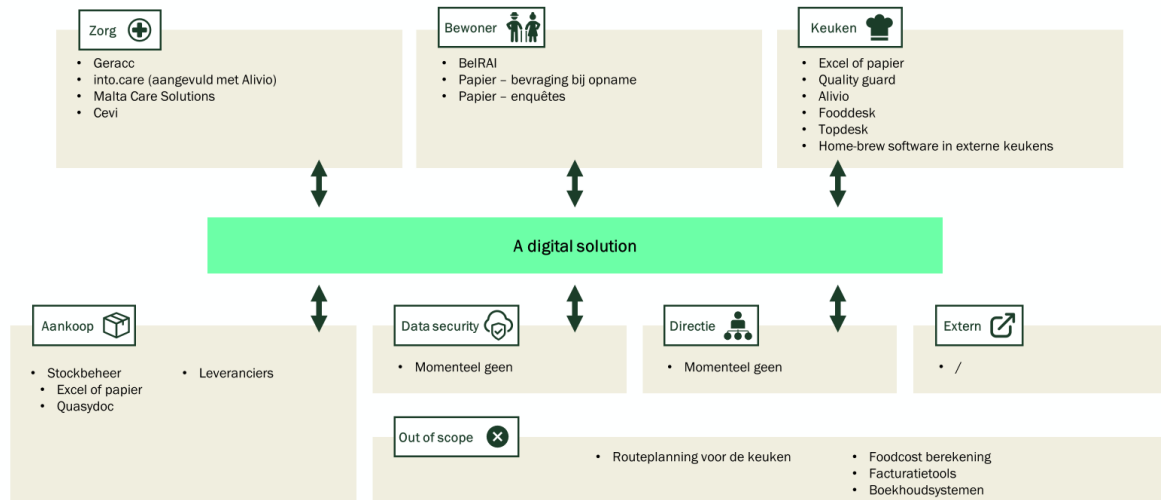 Zorg
• Geracc
• into.care (aangevuld met Alivio)
• Malta Care Solutions
• Cevi
Bewoner
• BelRAI
• Papier – bevraging bij opname
• Papier – enquêtes
Keuken
• Excel of papier
• Quality guard
• Alivio
• Fooddesk
• Topdesk
• Home-brew software in externe keukens
A digital solution
Aankoop
• Stockbeheer
• Excel of papier
• Quasydoc
• Leveranciers
Data security
• Momenteel geen
Directie
• Momenteel geen
Extern
• /
Out of scope
• Routeplanning voor de keuken
• Foodcost berekening
• Facturatietools
• Boekhoudsystemen